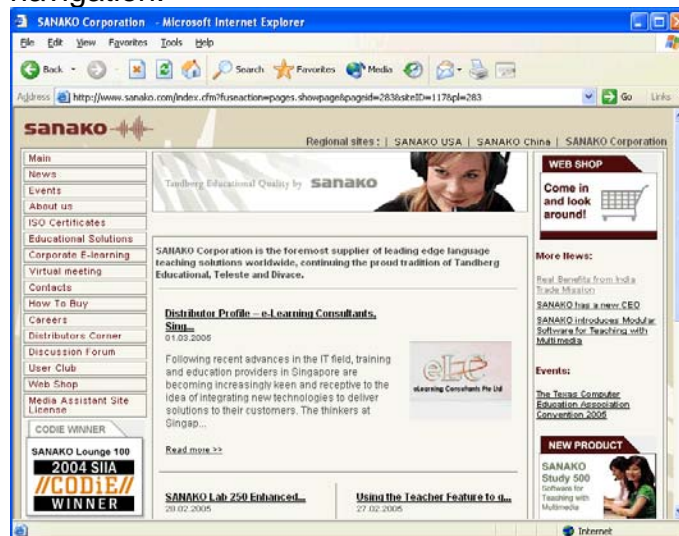 navigation.
SANAKO Corporation - Microsoft Internet Explorer
File Edit View Favorites Tools Help
Back Search Favorites Media
Address http://www.sanako.com/index.cfm?fuseaction=pages.showpage&pageid=283&siteID=117&pl=283 Go Links
sanako
Regional sites : | SANAKO USA | SANAKO China | SANAKO Corporation
Main
News
Events
About us
ISO Certificates
Educational Solutions
Corporate E-learning
Virtual meeting
Contacts
How To Buy
Careers
Distributors Corner
Discussion Forum
User Club
Web Shop
Media Assistant Site
License
CODIE WINNER
SANAKO Lounge 100
2004 SIIA
//CODiE//
WINNER
Tandberg Educational Quality by sanako
SANAKO Corporation is the foremost supplier of leading edge language
teaching solutions worldwide, continuing the proud tradition of Tandberg
Educational, Teleste and Divace.
Distributor Profile – e-Learning Consultants,
Sing...
01.03.2005
Following recent advances in the IT field, training
and education providers in Singapore are
becoming increasingly keen and receptive to the
idea of integrating new technologies to deliver
solutions to their customers. The thinkers at
Singap...
Read more >>
elc
eLearning Consultants Pte Ltd
SANAKO Lab 250 Enhanced...
28.02.2005
Using the Teacher Feature to g...
27.02.2005
WEB SHOP
Come in
and look
around!
More News:
Real Benefits from India
Trade Mission
SANAKO has a new CEO
SANAKO introduces Modular
Software for Teaching with
Multimedia
Events:
The Texas Computer
Education Association
Convention 2005
NEW PRODUCT
SANAKO
Study 500
Software for
Teaching with
Multimedia
Internet